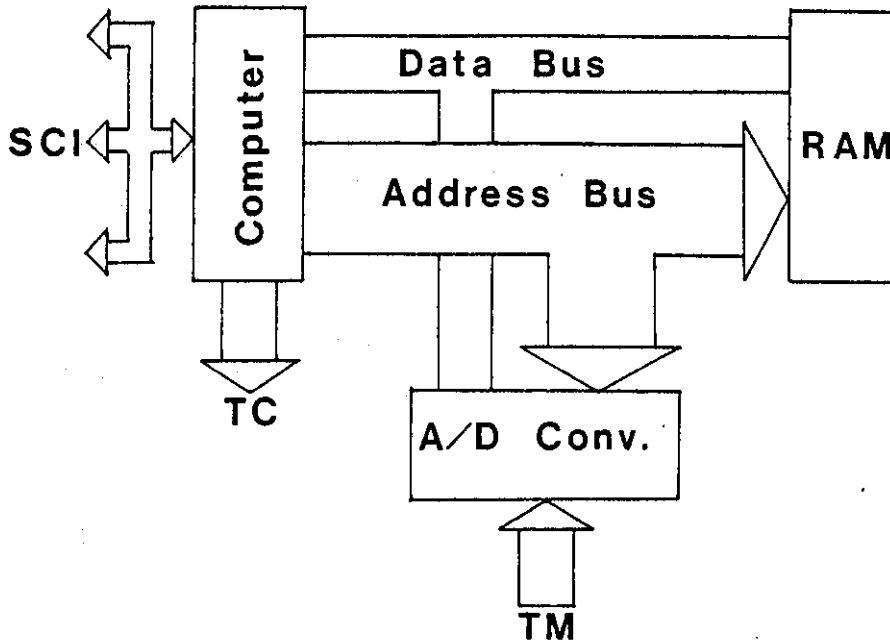 Data Bus
SCI
Computer
RAM
Address Bus
TC
A/D Conv.
TM